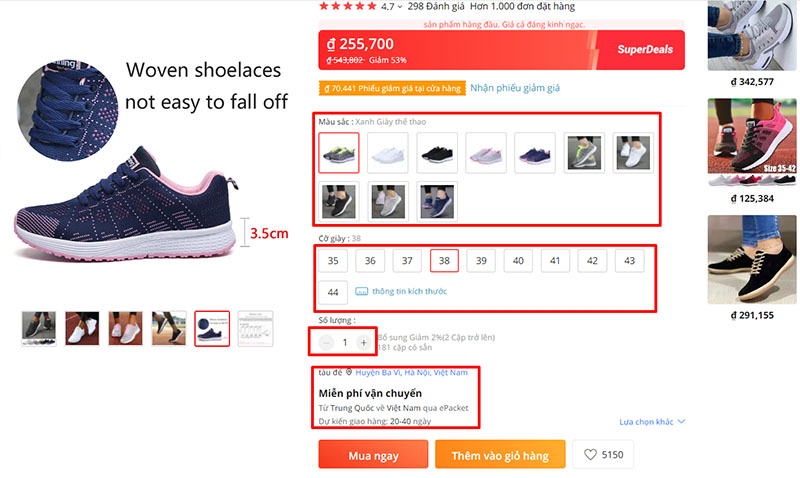 Woven shoelaces
not easy to fall off
3.5cm
4.7 298 Đánh giá Hơn 1.000 đơn đặt hàng
sản phẩm hàng đầu. Giá cả đáng kinh ngạc.
₫ 255,700
₫ 543,802 Giảm 53%
SuperDeals
₫ 70.441 Phiếu giảm giá tại cửa hàng Nhận phiếu giảm giá
Màu sắc : Xanh Giày thể thao
Cỡ giày : 38
35 36 37 38 39 40 41 42 43
44 thông tin kích thước
Số lượng :
− 1 + Bổ sung Giảm 2%(2 Cặp trở lên)
181 cặp có sẵn
tàu để Huyện Ba Vì, Hà Nội, Việt Nam
Miễn phí vận chuyển
Từ Trung Quốc về Việt Nam qua ePacket
Dự kiến giao hàng: 20-40 ngày
Lựa chọn khác
Mua ngay
Thêm vào giỏ hàng
5150
₫ 342,577
Size 35-42
₫ 125,384
₫ 291,155